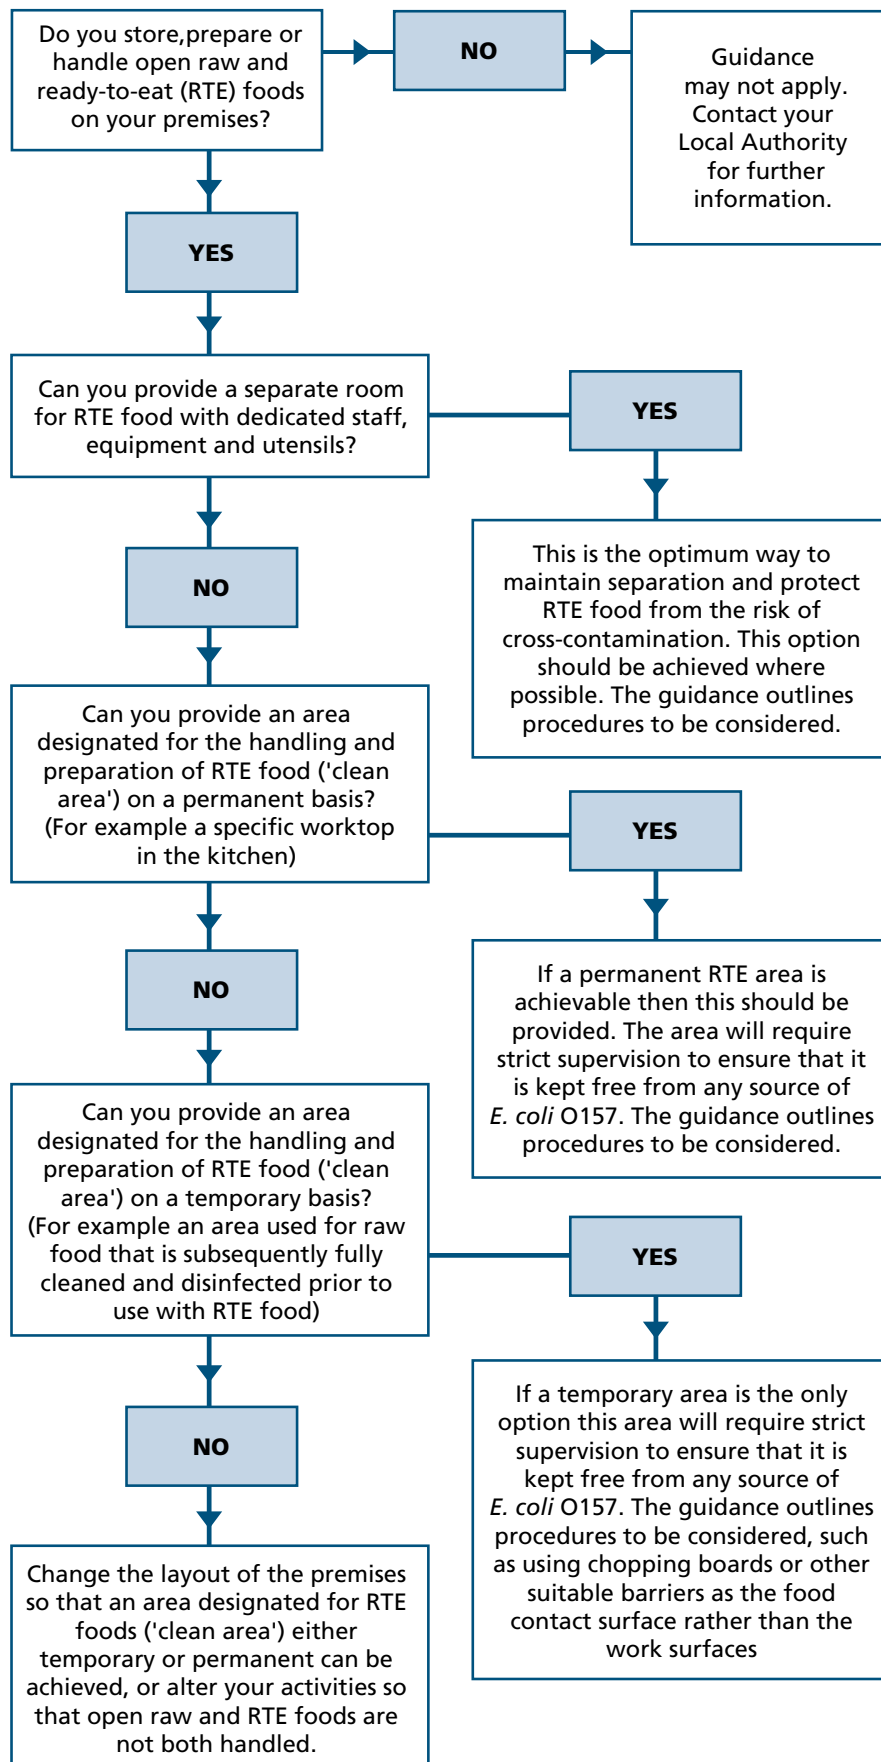 Do you store,prepare or
handle open raw and
ready-to-eat (RTE) foods
on your premises?
NO
Guidance
may not apply.
Contact your
Local Authority
for further
information.
YES
Can you provide a separate room
for RTE food with dedicated staff,
equipment and utensils?
YES
This is the optimum way to
maintain separation and protect
RTE food from the risk of
cross-contamination. This option
should be achieved where
possible. The guidance outlines
procedures to be considered.
NO
Can you provide an area
designated for the handling and
preparation of RTE food ('clean
area') on a permanent basis?
(For example a specific worktop
in the kitchen)
YES
If a permanent RTE area is
achievable then this should be
provided. The area will require
strict supervision to ensure that it
is kept free from any source of
E. coli O157. The guidance outlines
procedures to be considered.
NO
Can you provide an area
designated for the handling and
preparation of RTE food ('clean
area') on a temporary basis?
(For example an area used for raw
food that is subsequently fully
cleaned and disinfected prior to
use with RTE food)
YES
If a temporary area is the only
option this area will require strict
supervision to ensure that it is
kept free from any source of
E. coli O157. The guidance outlines
procedures to be considered, such
as using chopping boards or other
suitable barriers as the food
contact surface rather than the
work surfaces
NO
Change the layout of the premises
so that an area designated for RTE
foods ('clean area') either
temporary or permanent can be
achieved, or alter your activities so
that open raw and RTE foods are
not both handled.